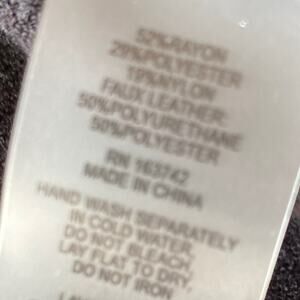 52%RAYON
29%POLYESTER
19%NYLON
FAUX LEATHER:
50%POLYURETHANE
50%POLYESTER
RN 163742
MADE IN CHINA
HAND WASH SEPARATELY
IN COLD WATER,
DO NOT BLEACH,
LAY FLAT TO DRY,
DO NOT IRON,